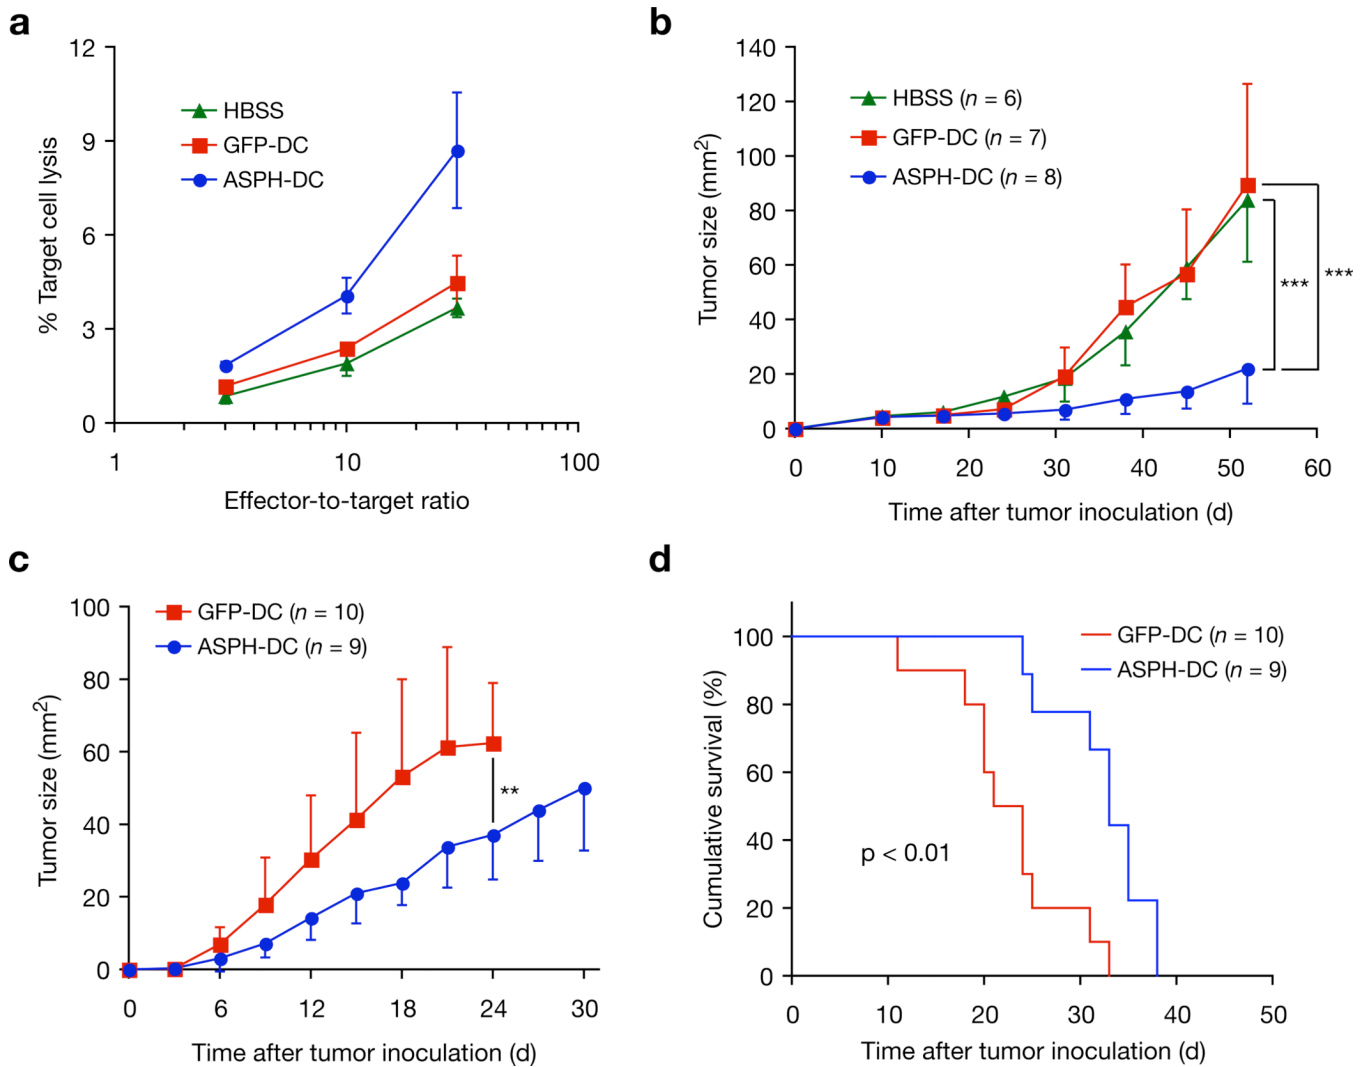 a
12
9
6
3
0
% Target cell lysis
HBSS
GFP-DC
ASPH-DC
1
10
100
Effector-to-target ratio
b
140
120
100
80
60
40
20
0
Tumor size (mm²)
HBSS (n = 6)
GFP-DC (n = 7)
ASPH-DC (n = 8)
***
***
0 10 20 30 40 50 60
Time after tumor inoculation (d)
c
100
80
60
40
20
0
Tumor size (mm²)
GFP-DC (n = 10)
ASPH-DC (n = 9)
**
0 6 12 18 24 30
Time after tumor inoculation (d)
d
100
80
60
40
20
0
Cumulative survival (%)
GFP-DC (n = 10)
ASPH-DC (n = 9)
p < 0.01
0 10 20 30 40 50
Time after tumor inoculation (d)